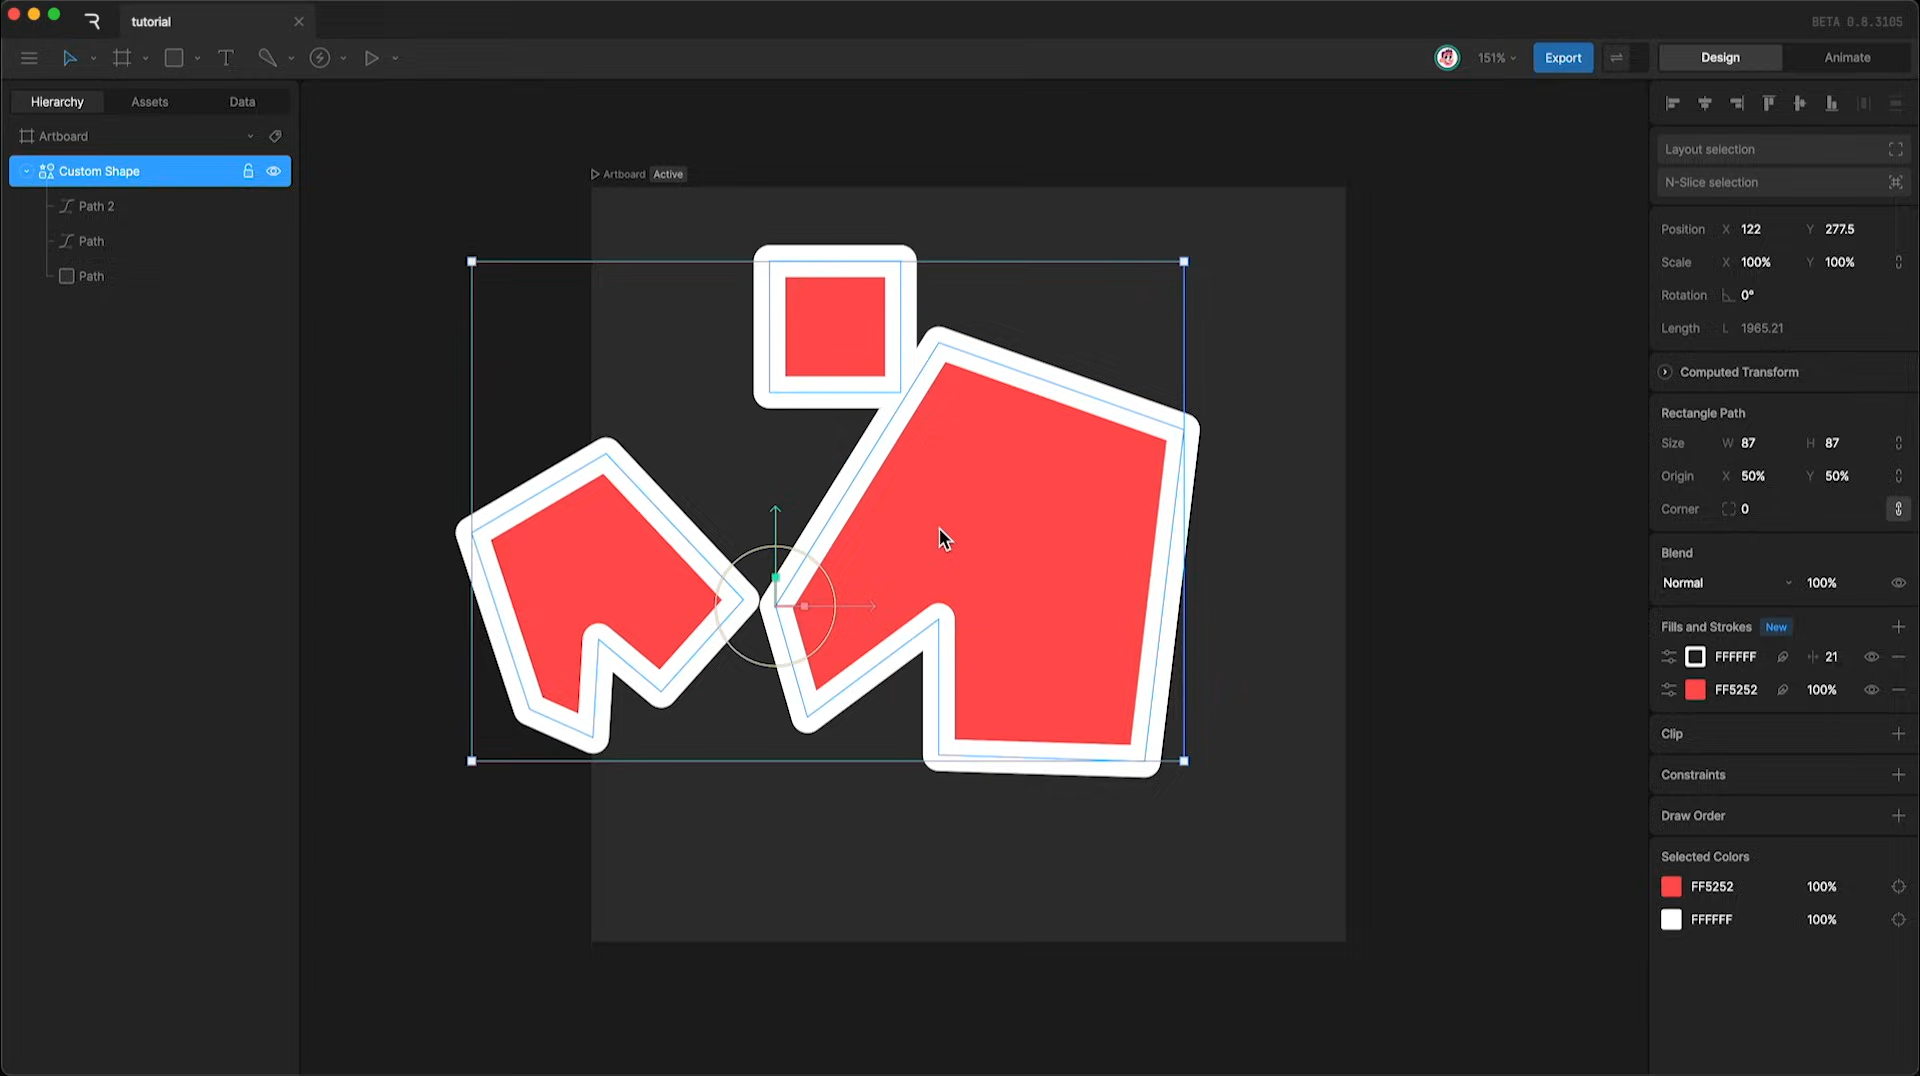 tutorial
BETA 0.8.3105
151%
Export
Design
Animate
Hierarchy
Assets
Data
Artboard
Custom Shape
Path 2
Path
Path
Artboard Active
Layout selection
N-Slice selection
Position X 122 Y 277.5
Scale X 100% Y 100%
Rotation 0°
Length L 1965.21
Computed Transform
Rectangle Path
Size W 87 H 87
Origin X 50% Y 50%
Corner 0
Blend
Normal 100%
Fills and Strokes New
FFFFFF 21
FF5252 100%
Clip
Constraints
Draw Order
Selected Colors
FF5252 100%
FFFFFF 100%